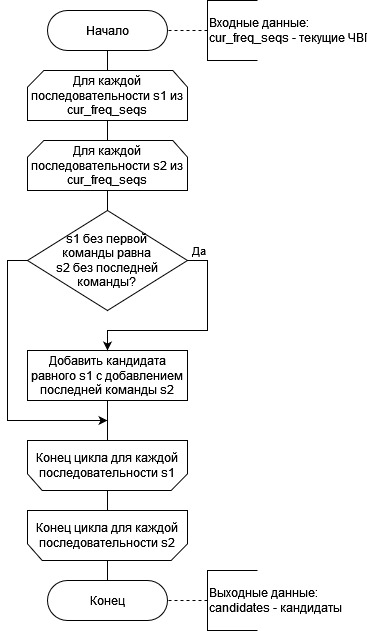 Начало
Входные данные:
cur_freq_seqs - текущие ЧВП
Для каждой
последовательности s1 из
cur_freq_seqs
Для каждой
последовательности s2 из
cur_freq_seqs
s1 без первой
команды равна
s2 без последней
команды?
Да
Добавить кандидата
равного s1 с добавлением
последней команды s2
Конец цикла для каждой
последовательности s1
Конец цикла для каждой
последовательности s2
Конец
Выходные данные:
candidates - кандидаты